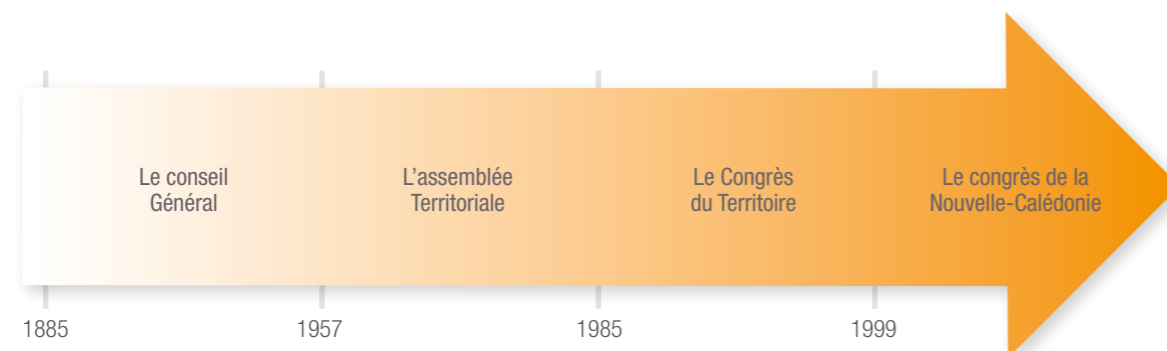 Le conseil
Général
L'assemblée
Territoriale
Le Congrès
du Territoire
Le congrès de la
Nouvelle-Calédonie
1885
1957
1985
1999